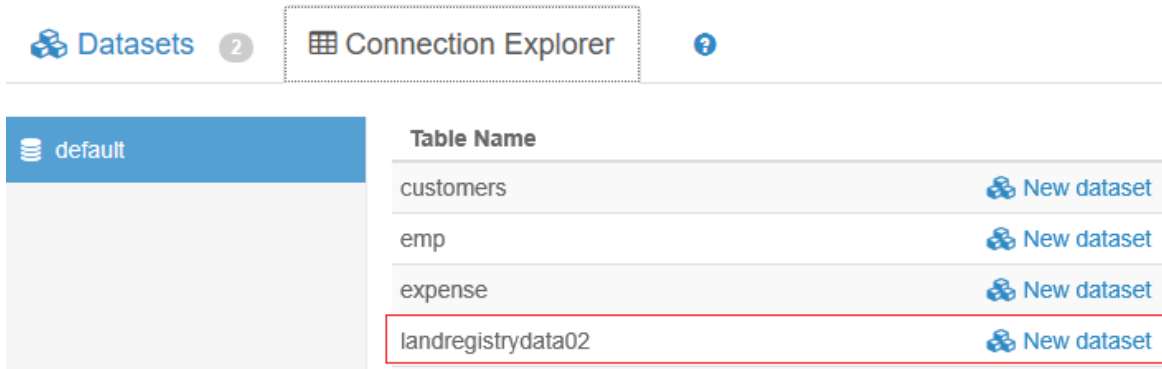 Datasets 2 Connection Explorer ?
default
Table Name
customers New dataset
emp New dataset
expense New dataset
landregistrydata02 New dataset